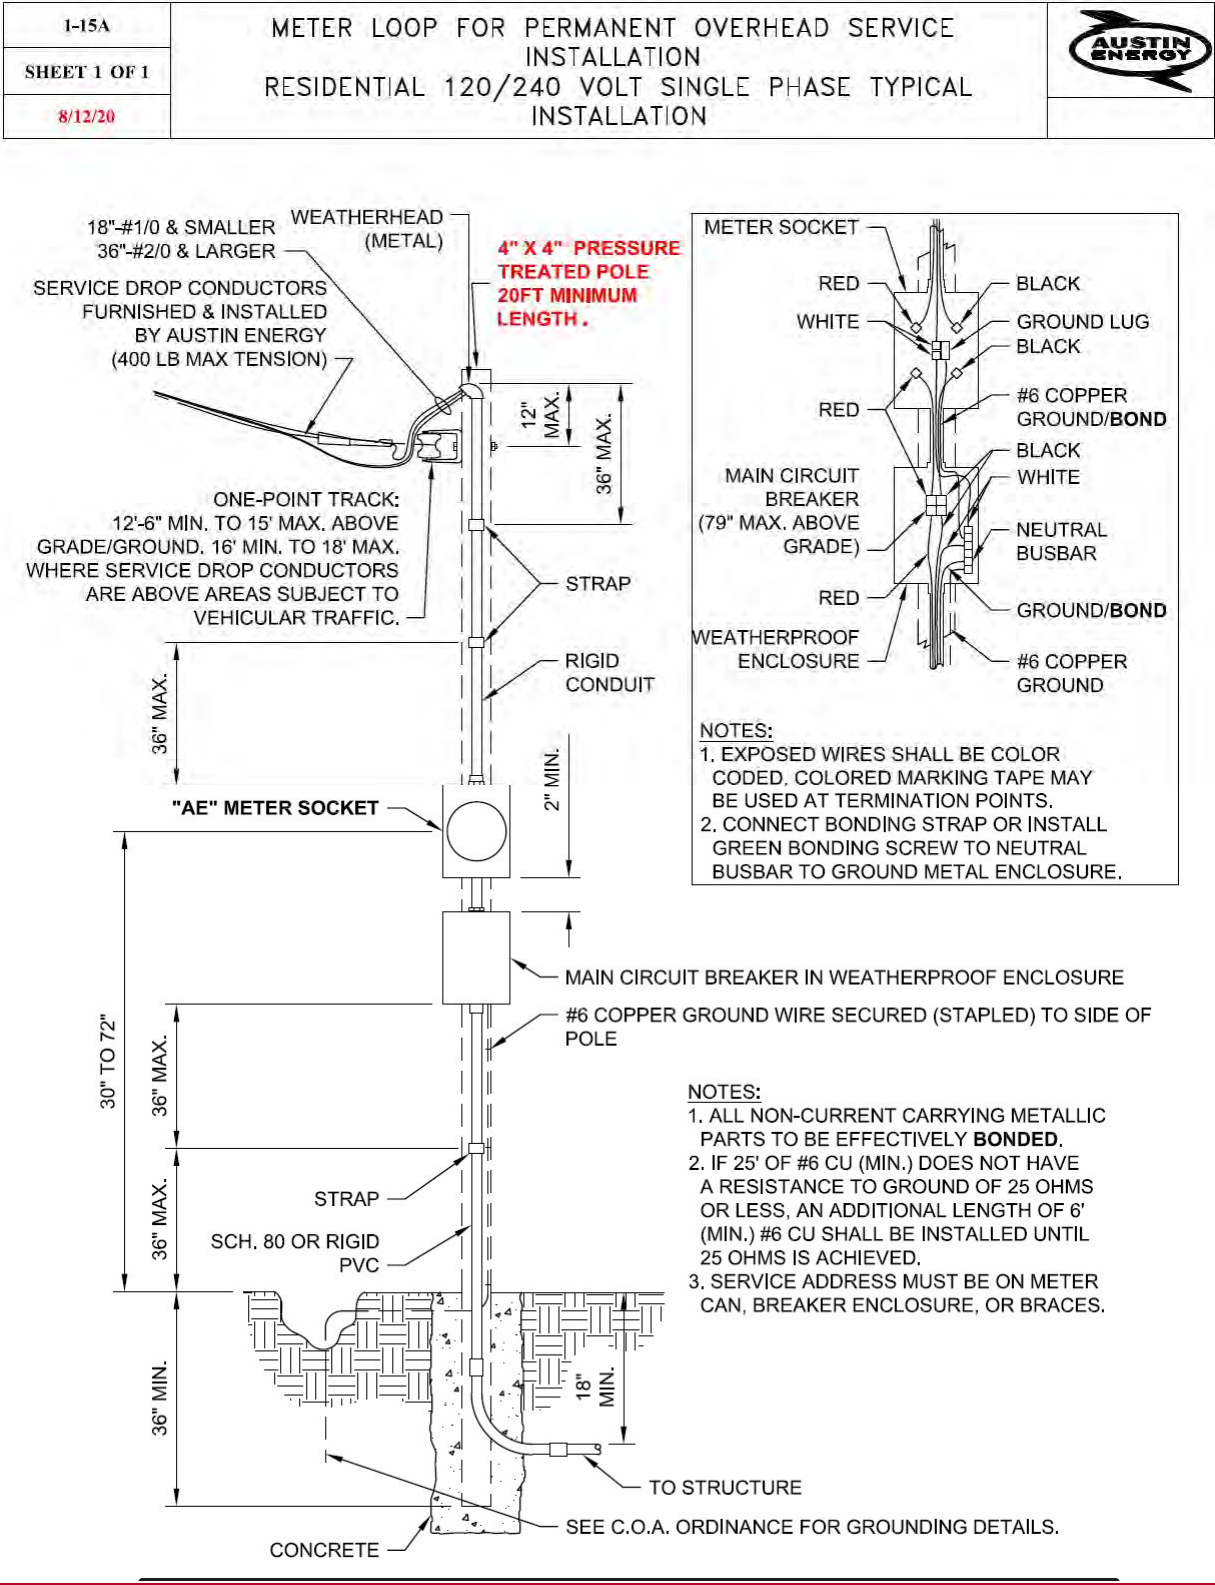 1-15A
SHEET 1 OF 1
8/12/20
METER LOOP FOR PERMANENT OVERHEAD SERVICE
INSTALLATION
RESIDENTIAL 120/240 VOLT SINGLE PHASE TYPICAL
INSTALLATION
AUSTIN
ENERGY
18"-#1/0 & SMALLER
36"-#2/0 & LARGER
WEATHERHEAD
(METAL)
SERVICE DROP CONDUCTORS
FURNISHED & INSTALLED
BY AUSTIN ENERGY
(400 LB MAX TENSION)
4" X 4" PRESSURE
TREATED POLE
20FT MINIMUM
LENGTH.
12"
MAX.
36" MAX.
ONE-POINT TRACK:
12'-6" MIN. TO 15' MAX. ABOVE
GRADE/GROUND. 16' MIN. TO 18' MAX.
WHERE SERVICE DROP CONDUCTORS
ARE ABOVE AREAS SUBJECT TO
VEHICULAR TRAFFIC.
STRAP
RIGID
CONDUIT
36" MAX.
2" MIN.
"AE" METER SOCKET
MAIN CIRCUIT BREAKER IN WEATHERPROOF ENCLOSURE
#6 COPPER GROUND WIRE SECURED (STAPLED) TO SIDE OF
POLE
30" TO 72"
36" MAX.
36" MAX.
STRAP
SCH. 80 OR RIGID
PVC
36" MIN.
18"
MIN.
TO STRUCTURE
SEE C.O.A. ORDINANCE FOR GROUNDING DETAILS.
CONCRETE
METER SOCKET
RED
BLACK
WHITE
GROUND LUG
BLACK
#6 COPPER
GROUND/BOND
RED
BLACK
MAIN CIRCUIT
BREAKER
(79" MAX. ABOVE
GRADE)
WHITE
NEUTRAL
BUSBAR
RED
GROUND/BOND
WEATHERPROOF
ENCLOSURE
#6 COPPER
GROUND
NOTES:
1. EXPOSED WIRES SHALL BE COLOR
CODED. COLORED MARKING TAPE MAY
BE USED AT TERMINATION POINTS.
2. CONNECT BONDING STRAP OR INSTALL
GREEN BONDING SCREW TO NEUTRAL
BUSBAR TO GROUND METAL ENCLOSURE.
NOTES:
1. ALL NON-CURRENT CARRYING METALLIC
PARTS TO BE EFFECTIVELY BONDED.
2. IF 25' OF #6 CU (MIN.) DOES NOT HAVE
A RESISTANCE TO GROUND OF 25 OHMS
OR LESS, AN ADDITIONAL LENGTH OF 6'
(MIN.) #6 CU SHALL BE INSTALLED UNTIL
25 OHMS IS ACHIEVED.
3. SERVICE ADDRESS MUST BE ON METER
CAN, BREAKER ENCLOSURE, OR BRACES.